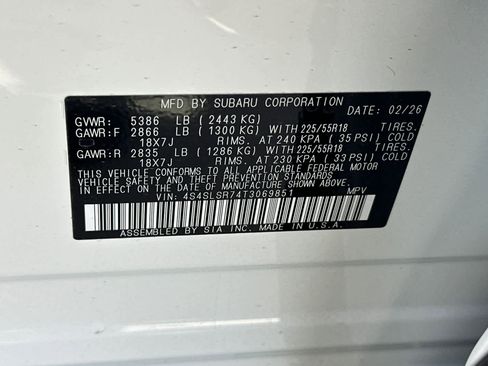 MFD BY SUBARU CORPORATION
DATE: 02/26
GVWR: 5386 LB (2443 KG)
GAWR:F 2866 LB (1300 KG) WITH 225/55R18 TIRES.
18X7J RIMS. AT 240 KPA (35 PSI) COLD
GAWR:R 2835 LB (1286 KG) WITH 225/55R18 TIRES.
18X7J RIMS. AT 230 KPA (33 PSI) COLD
THIS VEHICLE CONFORMS TO ALL APPLICABLE FEDERAL MOTOR
VEHICLE SAFETY, BUMPER, AND THEFT PREVENTION STANDARDS
IN EFFECT ON THE DATE OF MANUFACTURE SHOWN ABOVE.
VIN: 4S4SLSR74T3069851 MPV
ASSEMBLED BY SIA INC. MADE IN U.S.A.